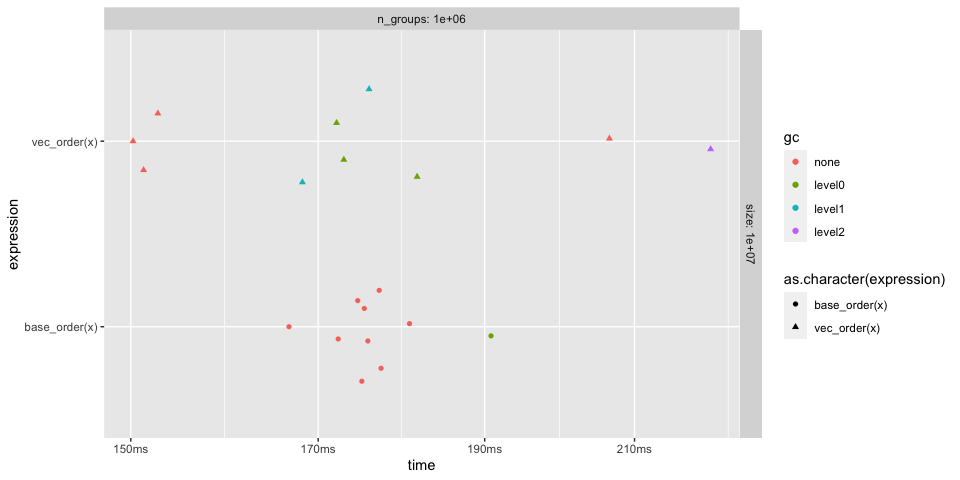 n_groups: 1e+06
vec_order(x)
base_order(x)
expression
size: 1e+07
150ms
170ms
190ms
210ms
time
gc
none
level0
level1
level2
as.character(expression)
base_order(x)
vec_order(x)